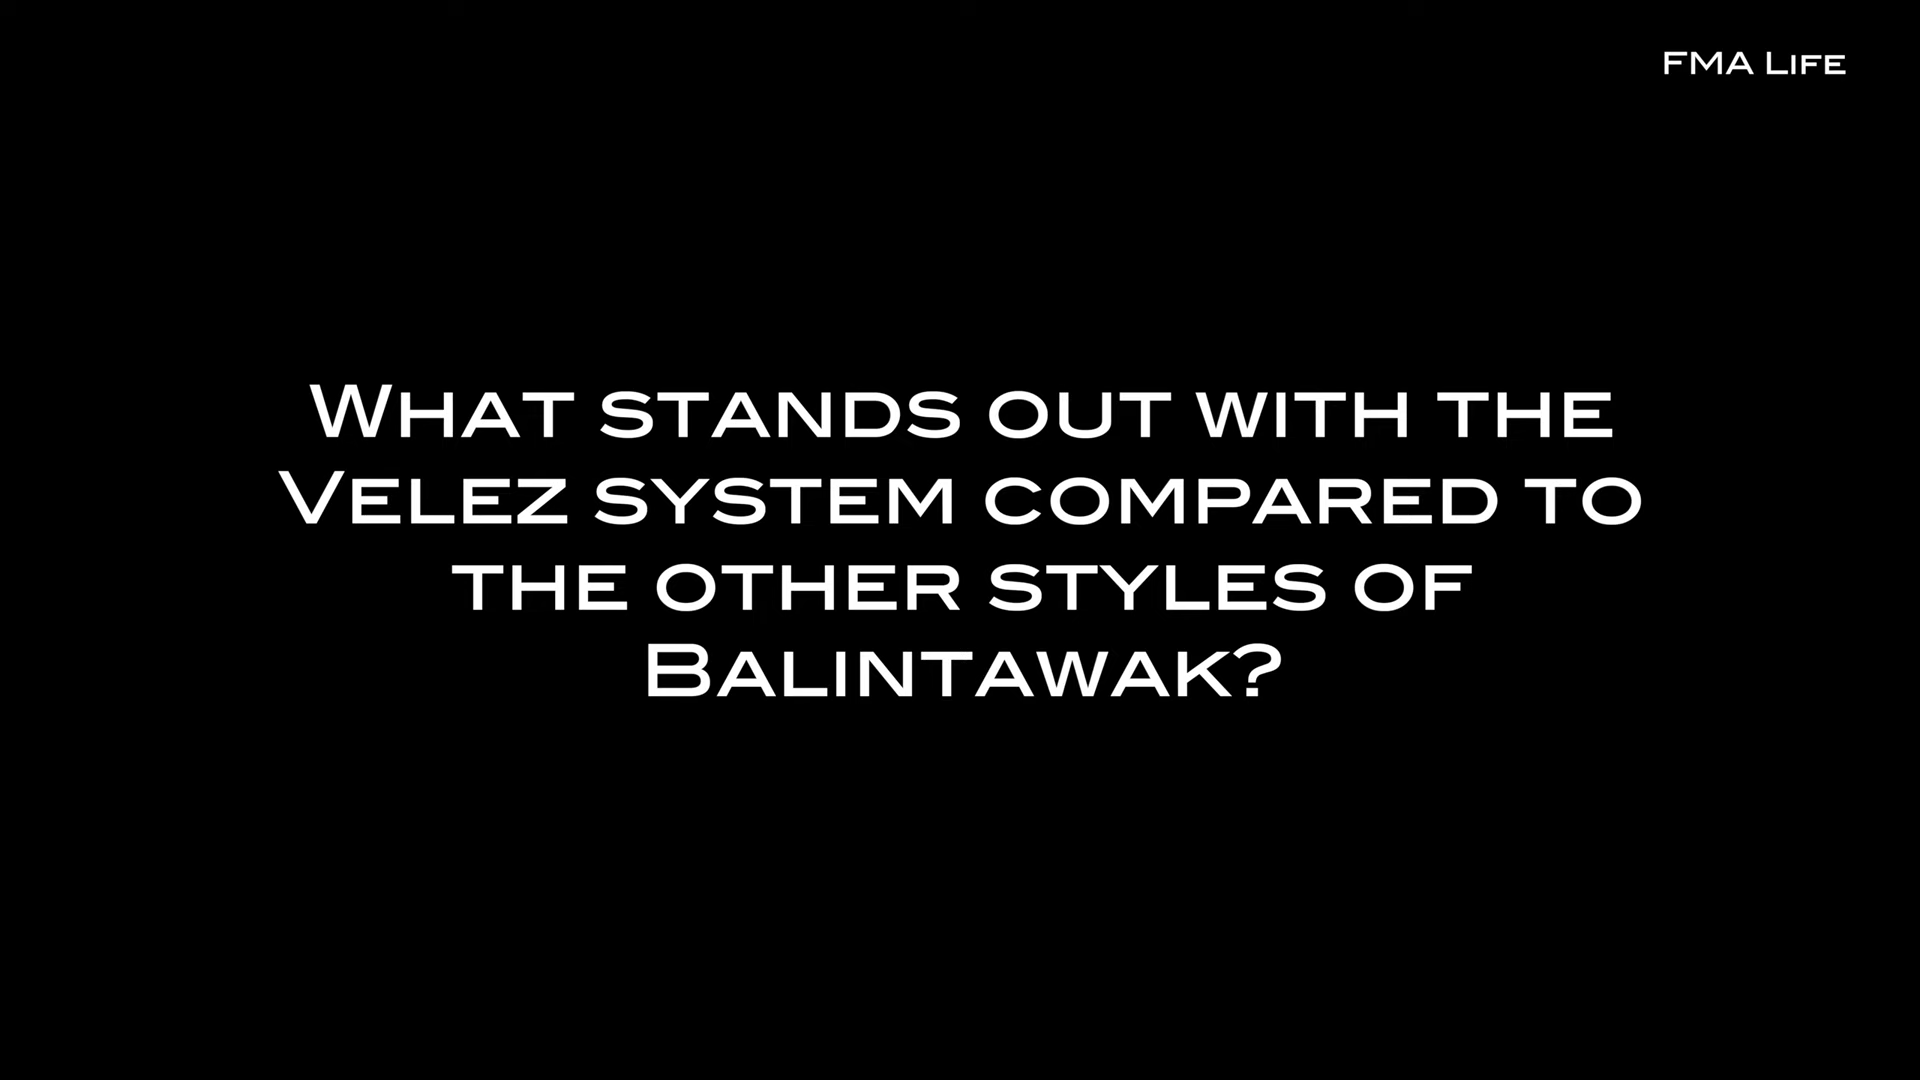 FMA Life
What stands out with the
Velez system compared to
the other styles of
Balintawak?